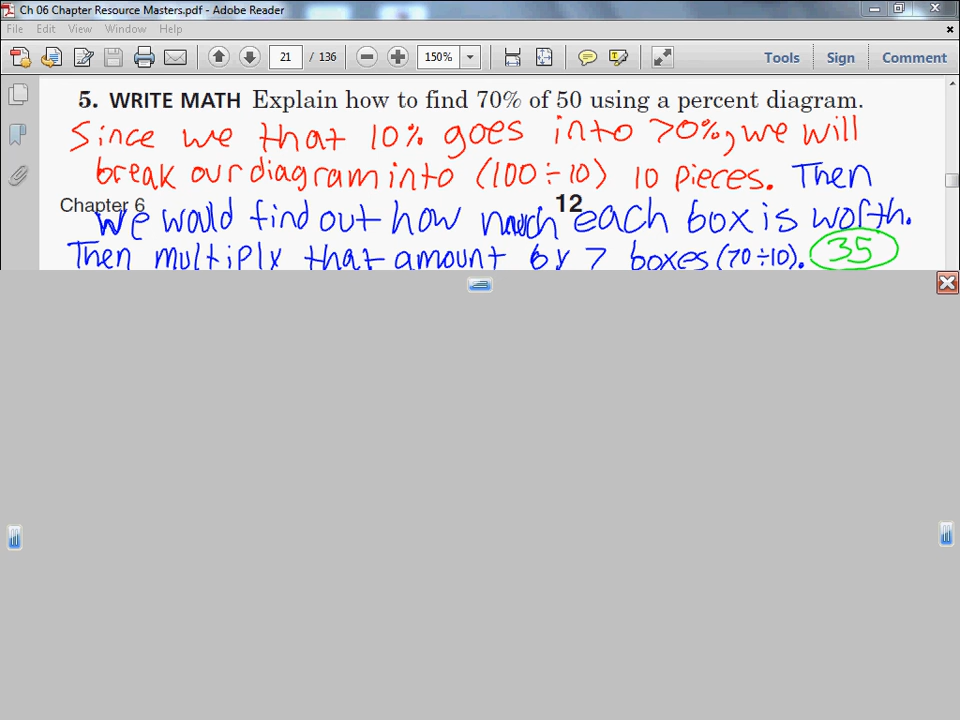 Ch 06 Chapter Resource Masters.pdf - Adobe Reader
File Edit View Window Help
21 / 136 150% Tools Sign Comment
5. WRITE MATH Explain how to find 70% of 50 using a percent diagram.
Since we that 10% goes into 70%, we will
break our diagram into (100÷10) 10 pieces. Then
Chapter 6 12
we would find out how much each box is worth.
Then multiply that amount by 7 boxes (70÷10). 35